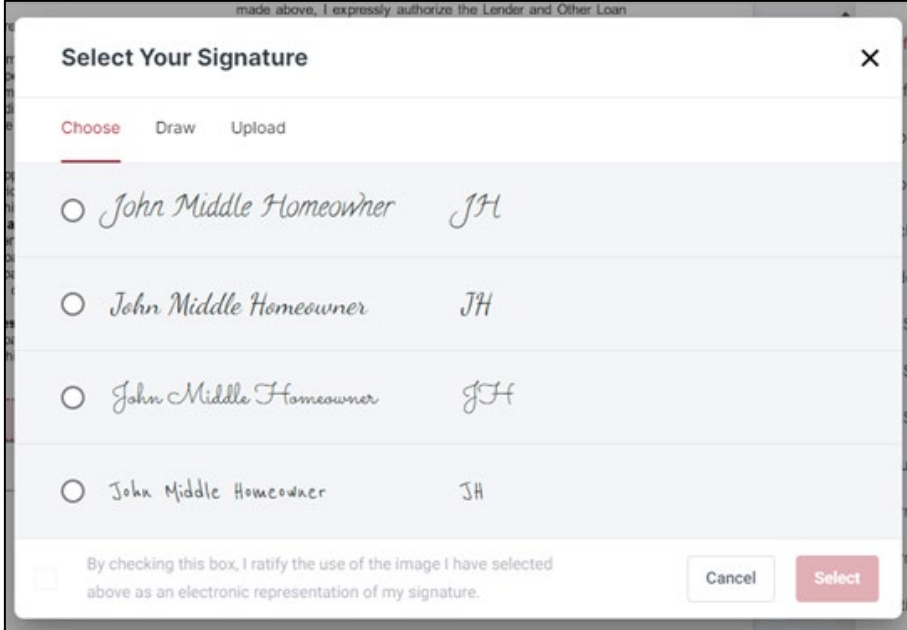 made above, I expressly authorize the Lender and Other Loan
Select Your Signature
Choose Draw Upload
John Middle Homeowner JH
John Middle Homeowner JH
John Middle Homeowner JH
John Middle Homeowner JH
By checking this box, I ratify the use of the image I have selected
above as an electronic representation of my signature.
Cancel Select